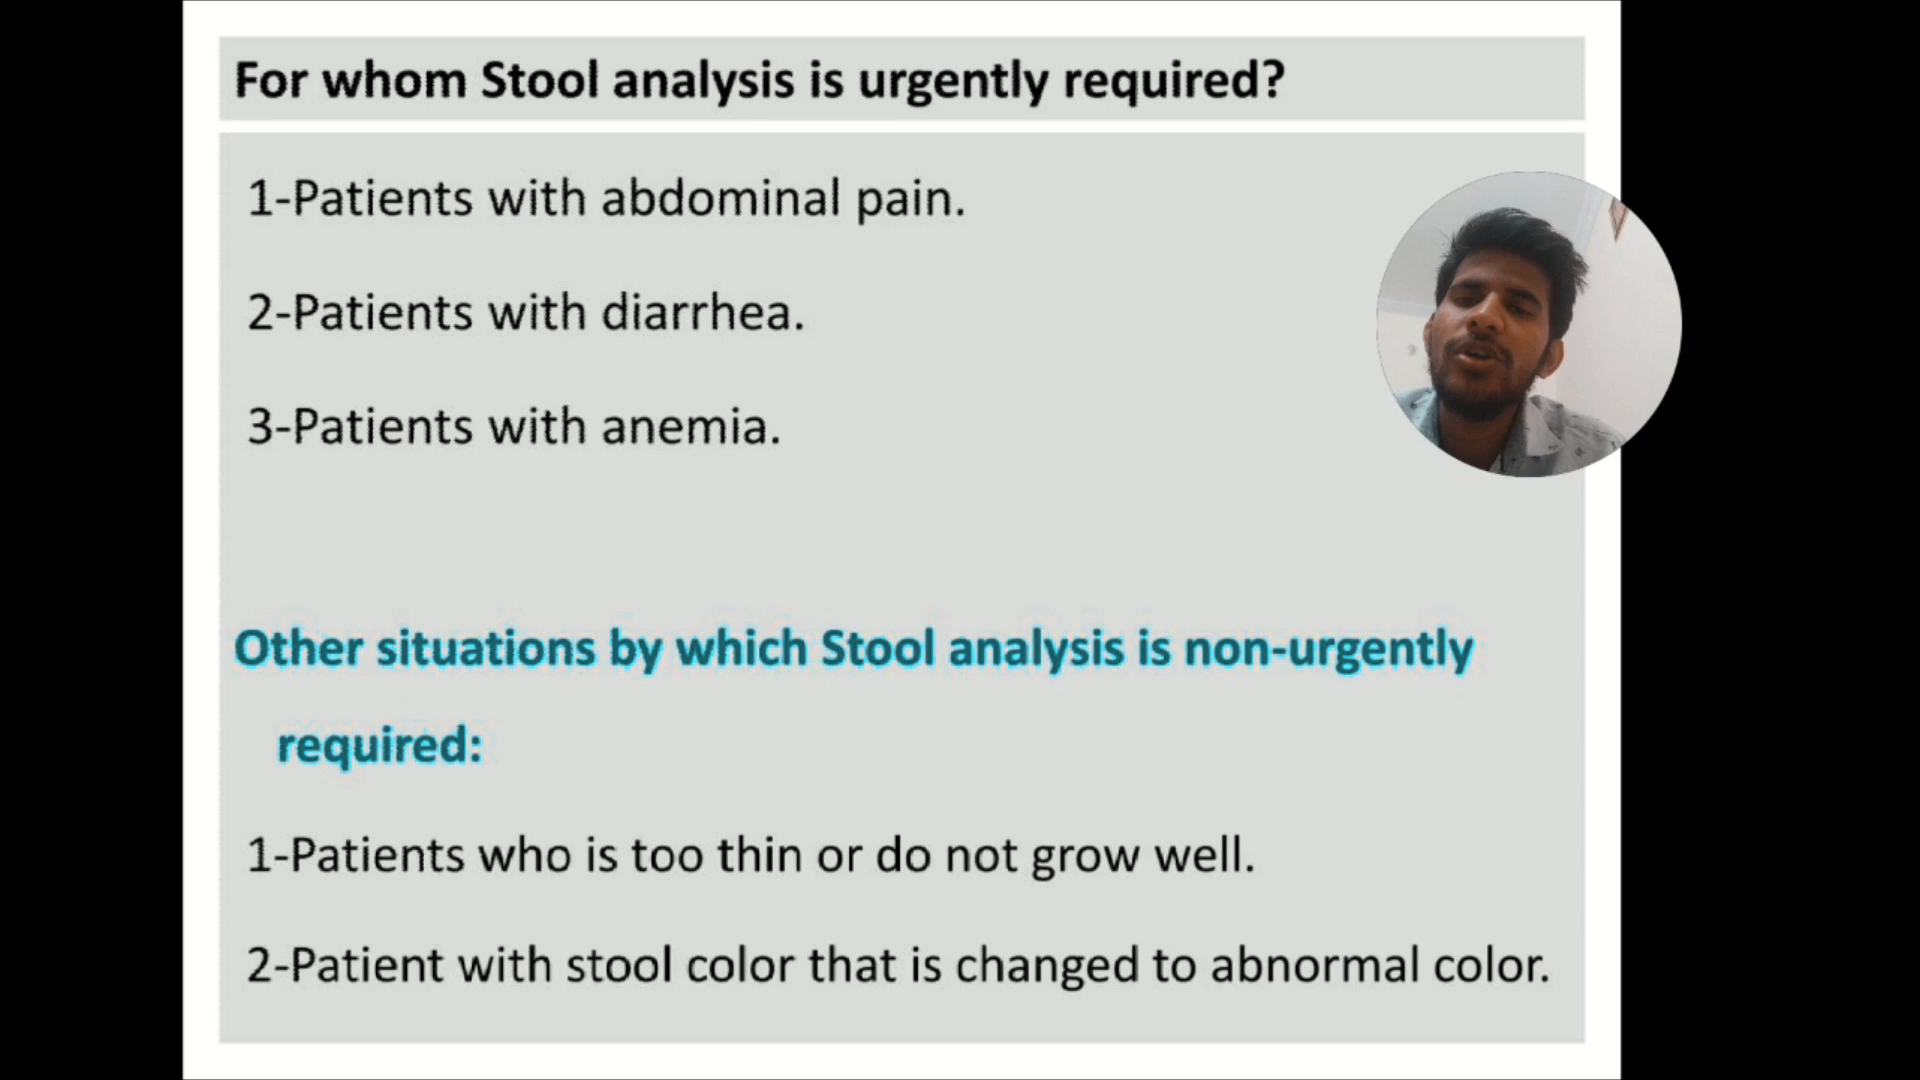 For whom Stool analysis is urgently required?
1-Patients with abdominal pain.
2-Patients with diarrhea.
3-Patients with anemia.
Other situations by which Stool analysis is non-urgently
required:
1-Patients who is too thin or do not grow well.
2-Patient with stool color that is changed to abnormal color.